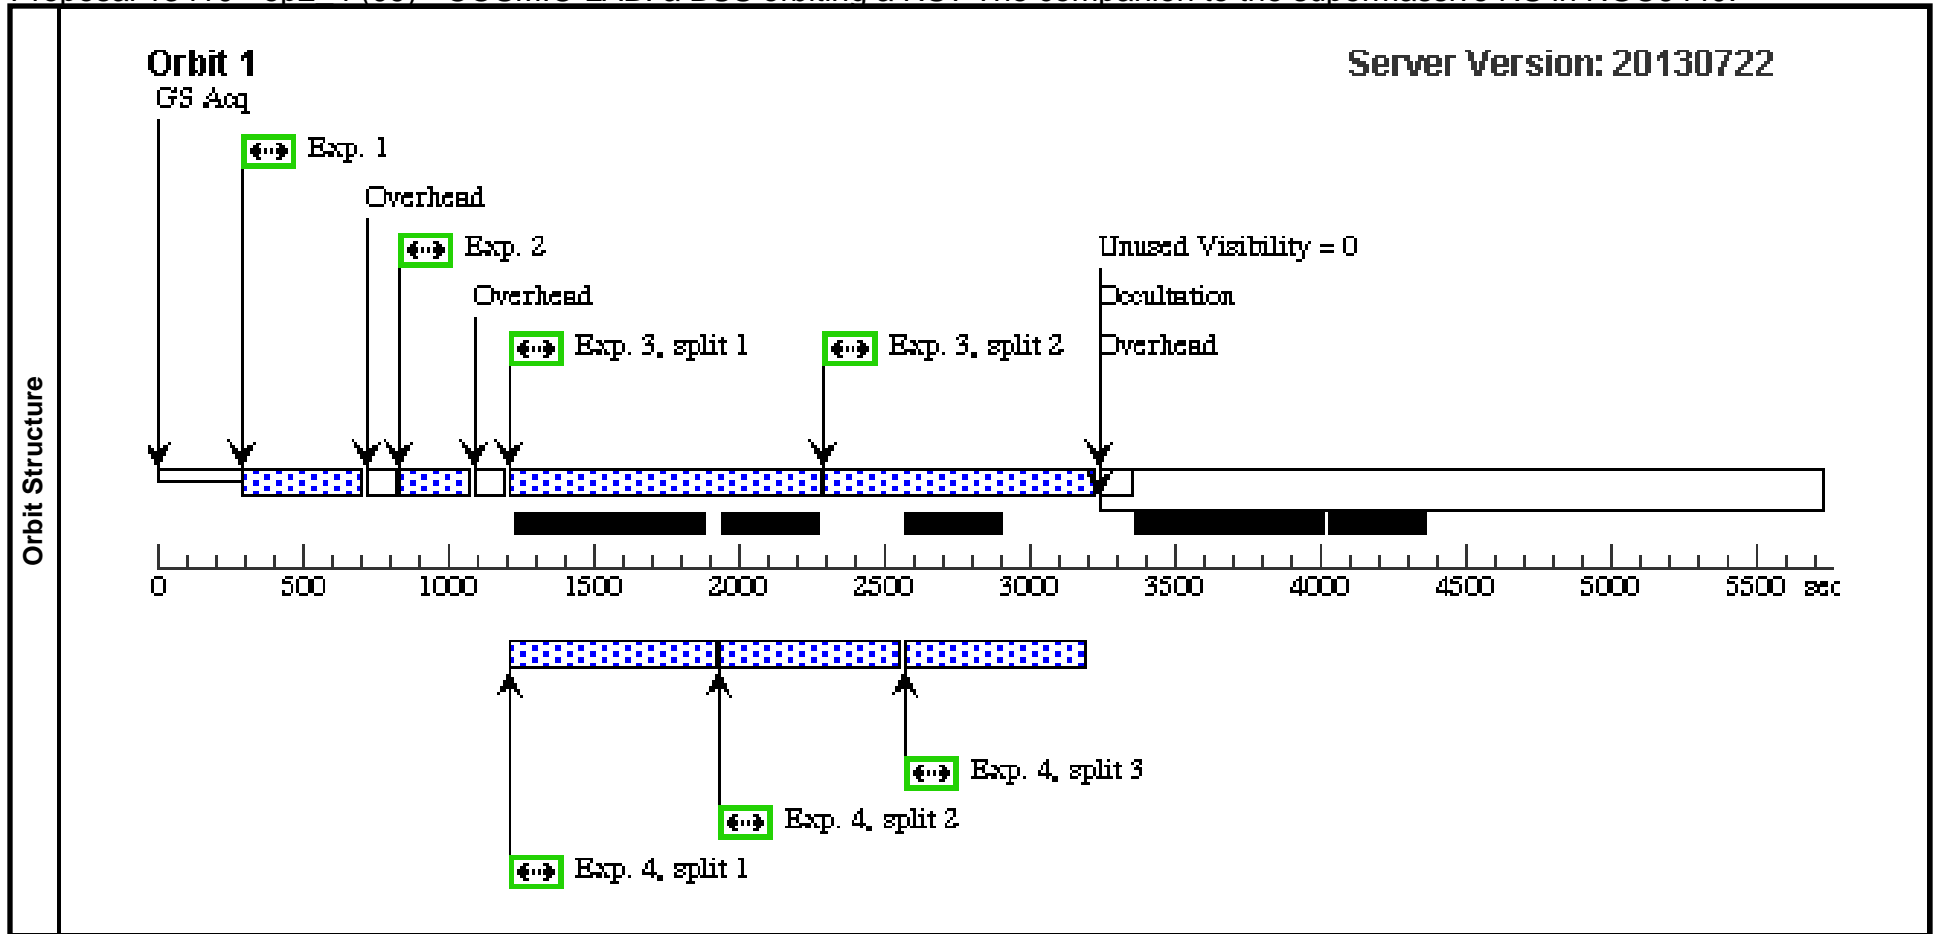 Orbit 1
Server Version: 20130722
GS Acq
Exp. 1
Overhead
Exp. 2
Unused Visibility = 0
Overhead
Occultation
Exp. 3, split 1
Exp. 3, split 2
Overhead
Orbit Structure
0 500 1000 1500 2000 2500 3000 3500 4000 4500 5000 5500 sec
Exp. 4, split 3
Exp. 4, split 2
Exp. 4, split 1